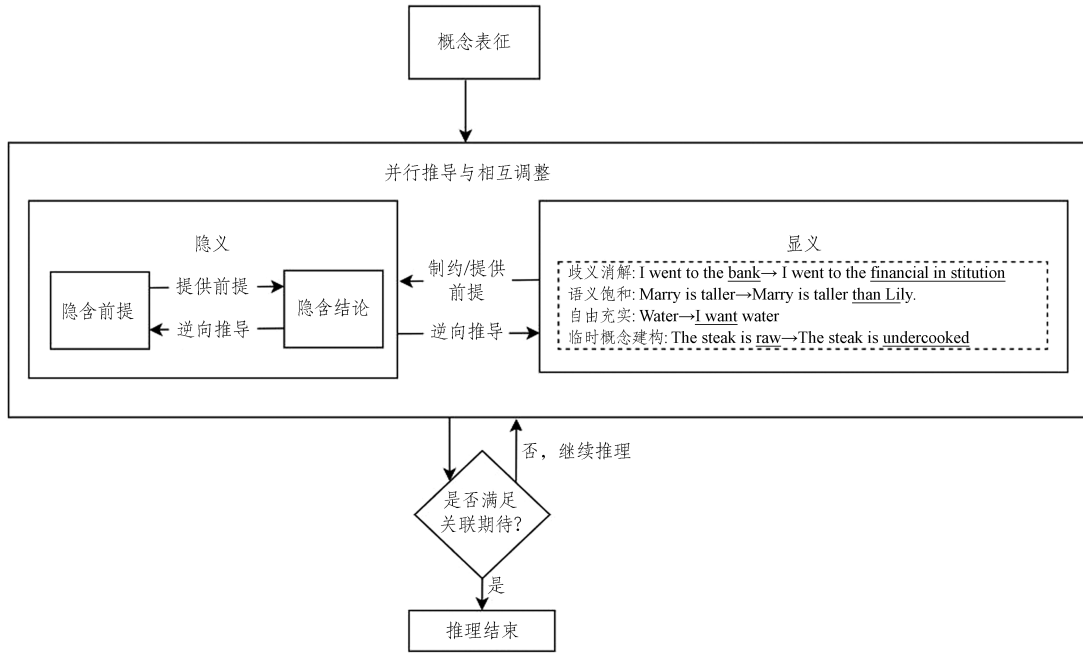 概念表征
并行推导与相互调整
隐义
隐含前提
提供前提
逆向推导
隐含结论
制约/提供
前提
逆向推导
显义
歧义消解: I went to the bank→ I went to the financial in stitution
语义饱和: Marry is taller→Marry is taller than Lily.
自由充实: Water→I want water
临时概念建构: The steak is raw→The steak is undercooked
否，继续推理
是否满足
关联期待?
是
推理结束